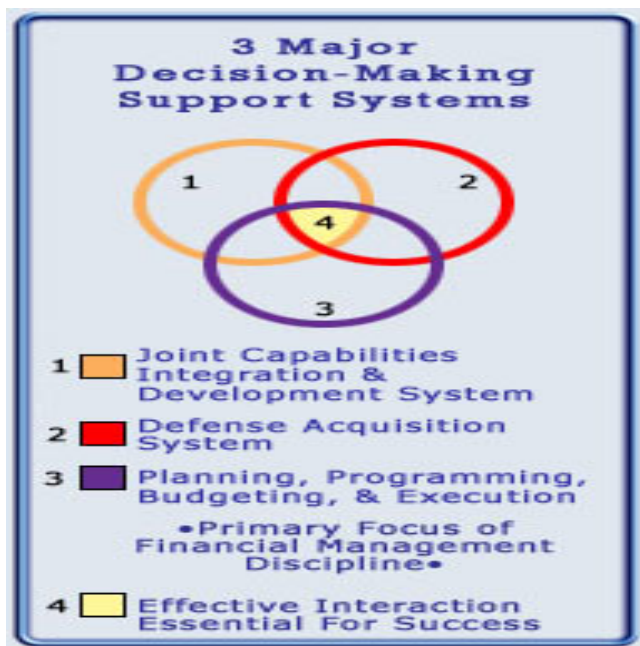 3 Major
Decision-Making
Support Systems
1
2
4
3
1 Joint Capabilities
Integration &
Development System
2 Defense Acquisition
System
3 Planning, Programming,
Budgeting, & Execution
•Primary Focus of
Financial Management
Discipline•
4 Effective Interaction
Essential For Success